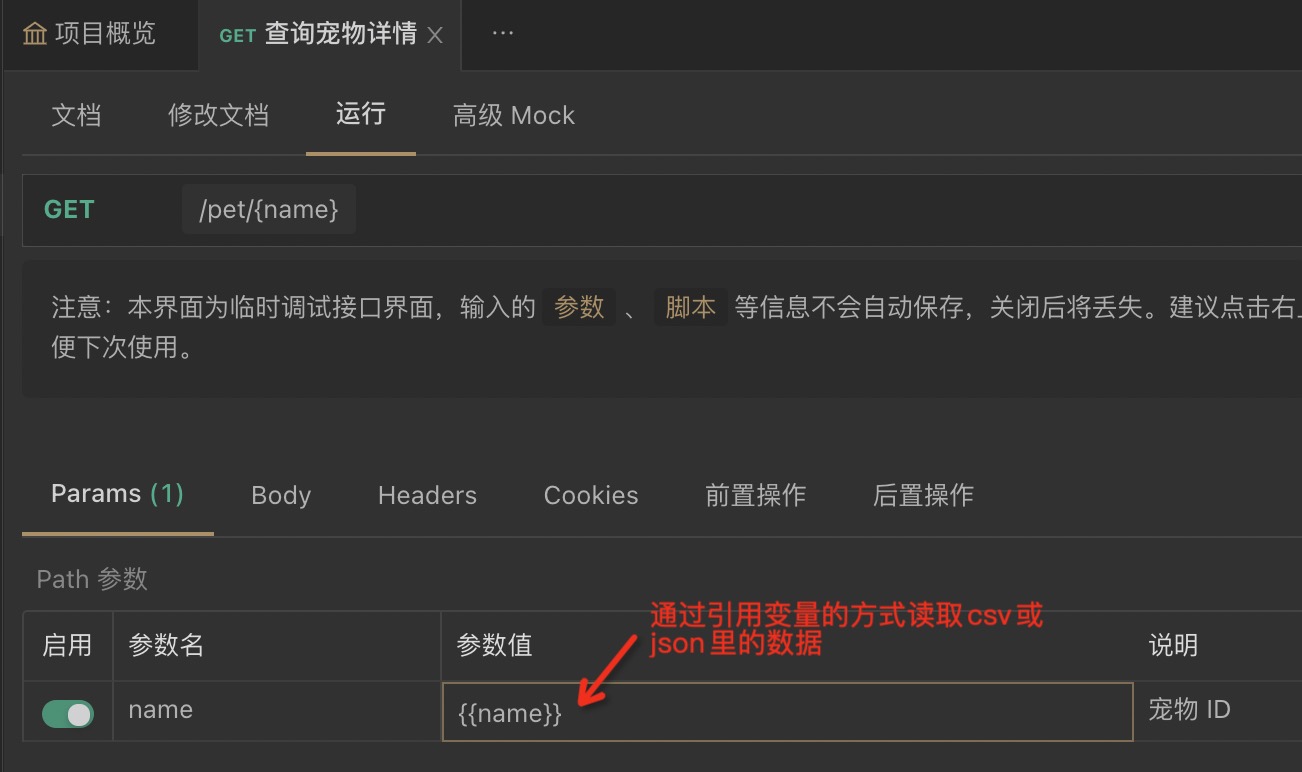 项目概览 GET 查询宠物详情 X ···
文档 修改文档 运行 高级 Mock
GET /pet/{name}
注意：本界面为临时调试接口界面，输入的 参数 、 脚本 等信息不会自动保存，关闭后将丢失。建议点击右
便下次使用。
Params (1) Body Headers Cookies 前置操作 后置操作
Path 参数
通过引用变量的方式读取csv或
json里的数据
启用 参数名 参数值 说明
name {{name}} 宠物 ID